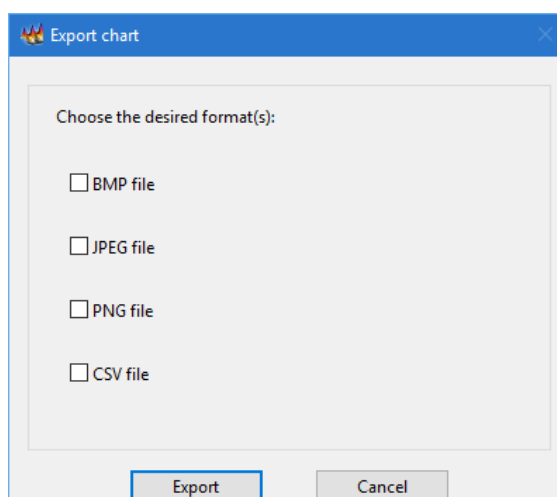 Export chart
Choose the desired format(s):
BMP file
JPEG file
PNG file
CSV file
Export Cancel